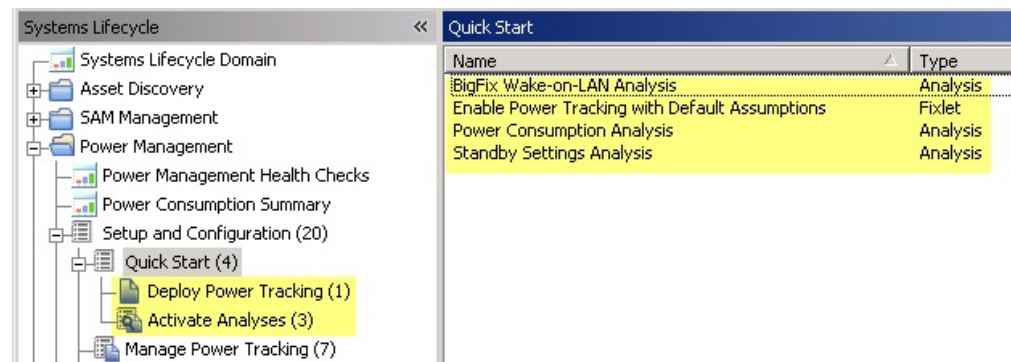 Systems Lifecycle
Systems Lifecycle Domain
Asset Discovery
SAM Management
Power Management
Power Management Health Checks
Power Consumption Summary
Setup and Configuration (20)
Quick Start (4)
Deploy Power Tracking (1)
Activate Analyses (3)
Manage Power Tracking (7)
Quick Start
Name Type
BigFix Wake-on-LAN Analysis Analysis
Enable Power Tracking with Default Assumptions Fixlet
Power Consumption Analysis Analysis
Standby Settings Analysis Analysis